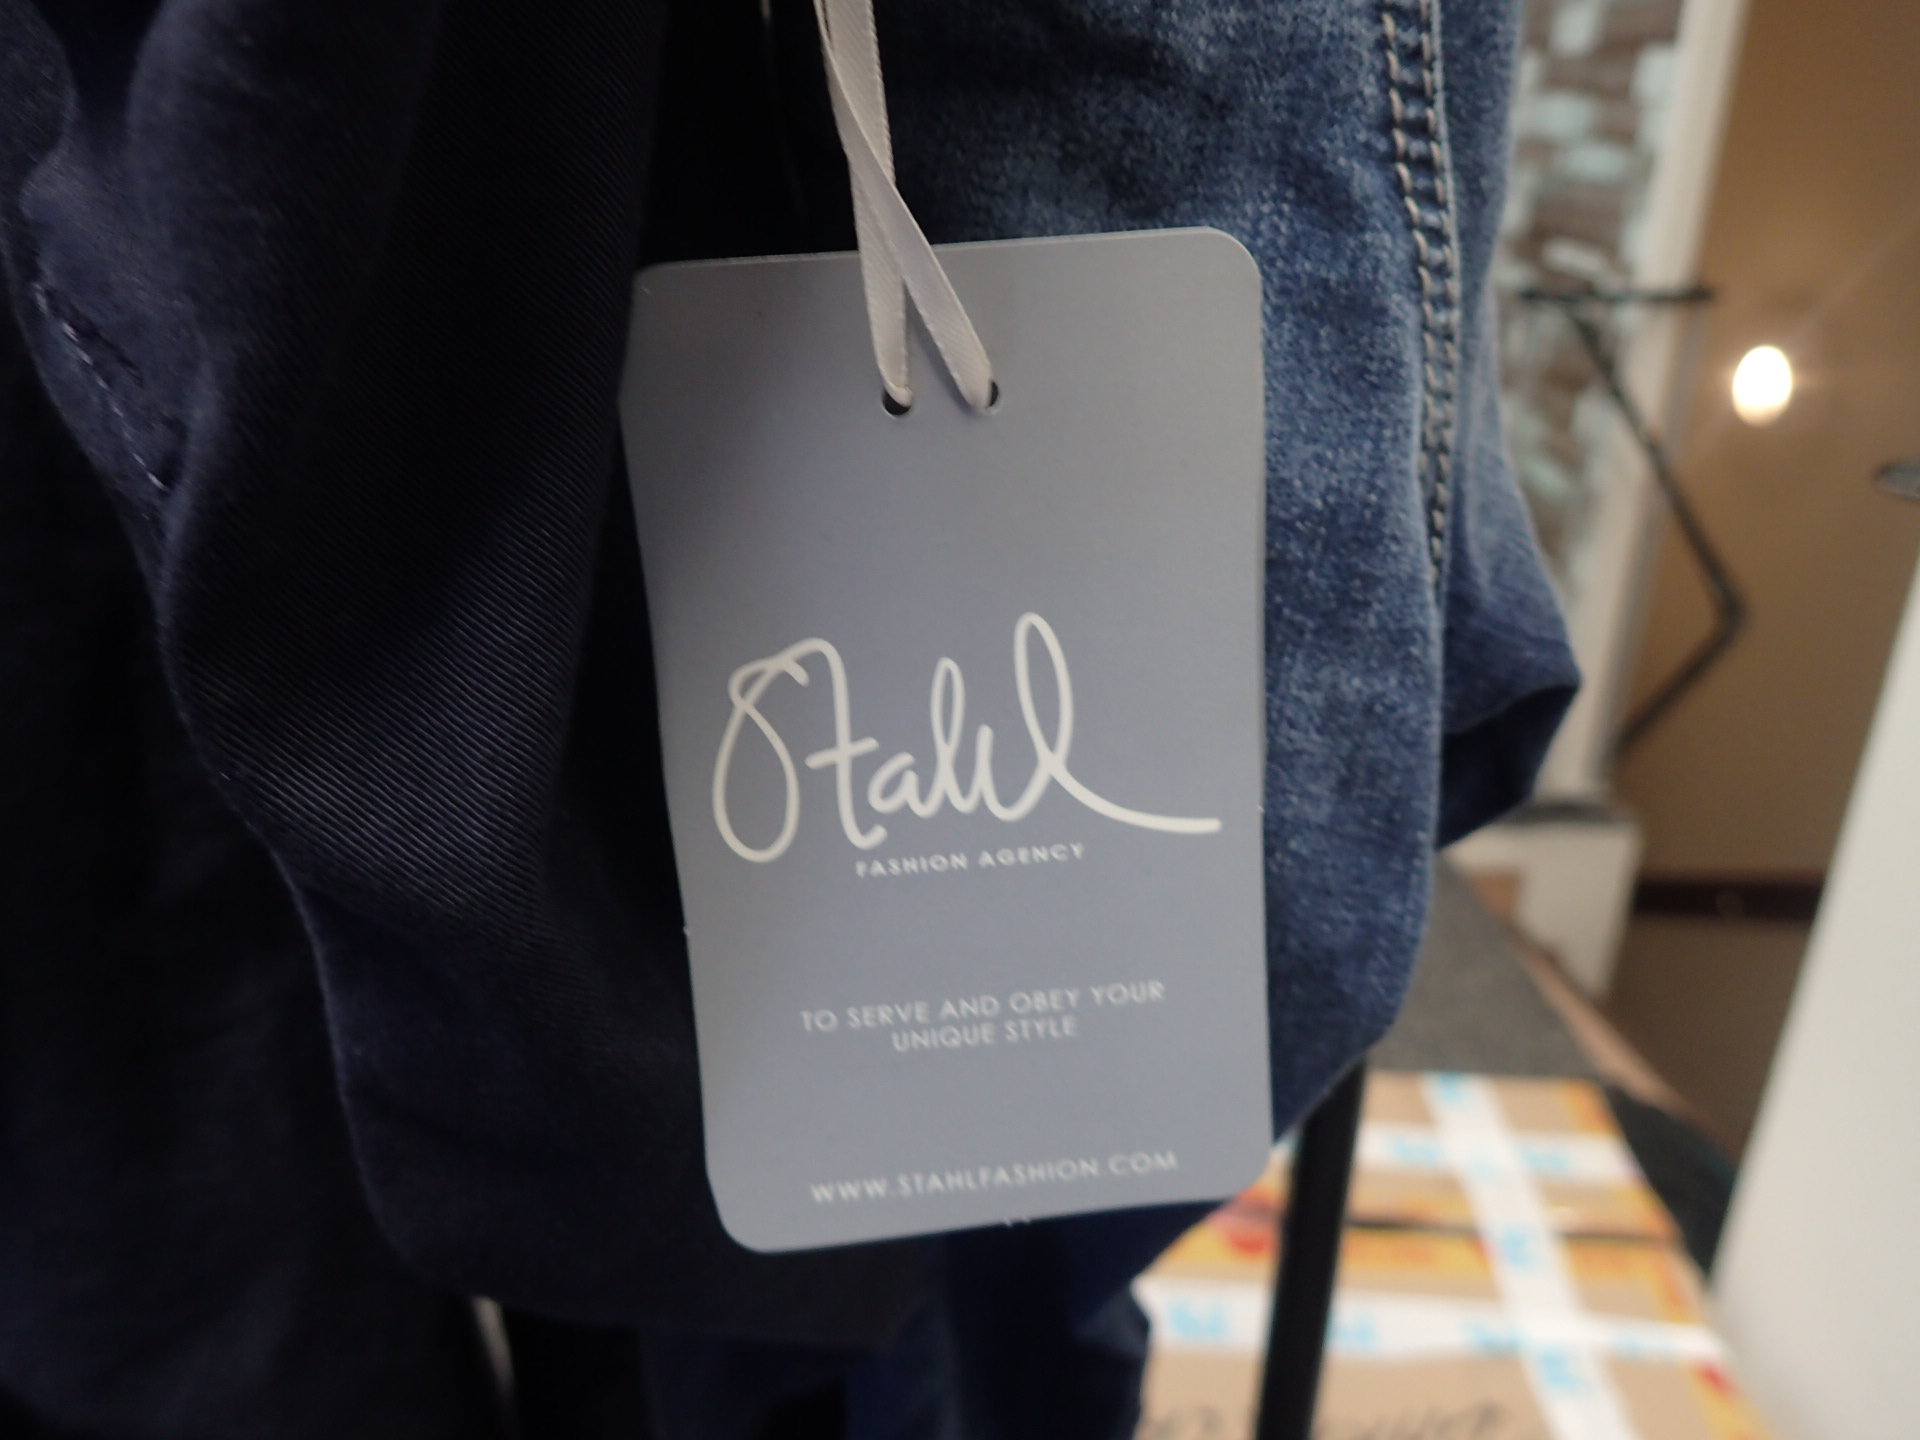 Stahl
FASHION AGENCY
TO SERVE AND OBEY YOUR
UNIQUE STYLE
WWW.STAHLFASHION.COM